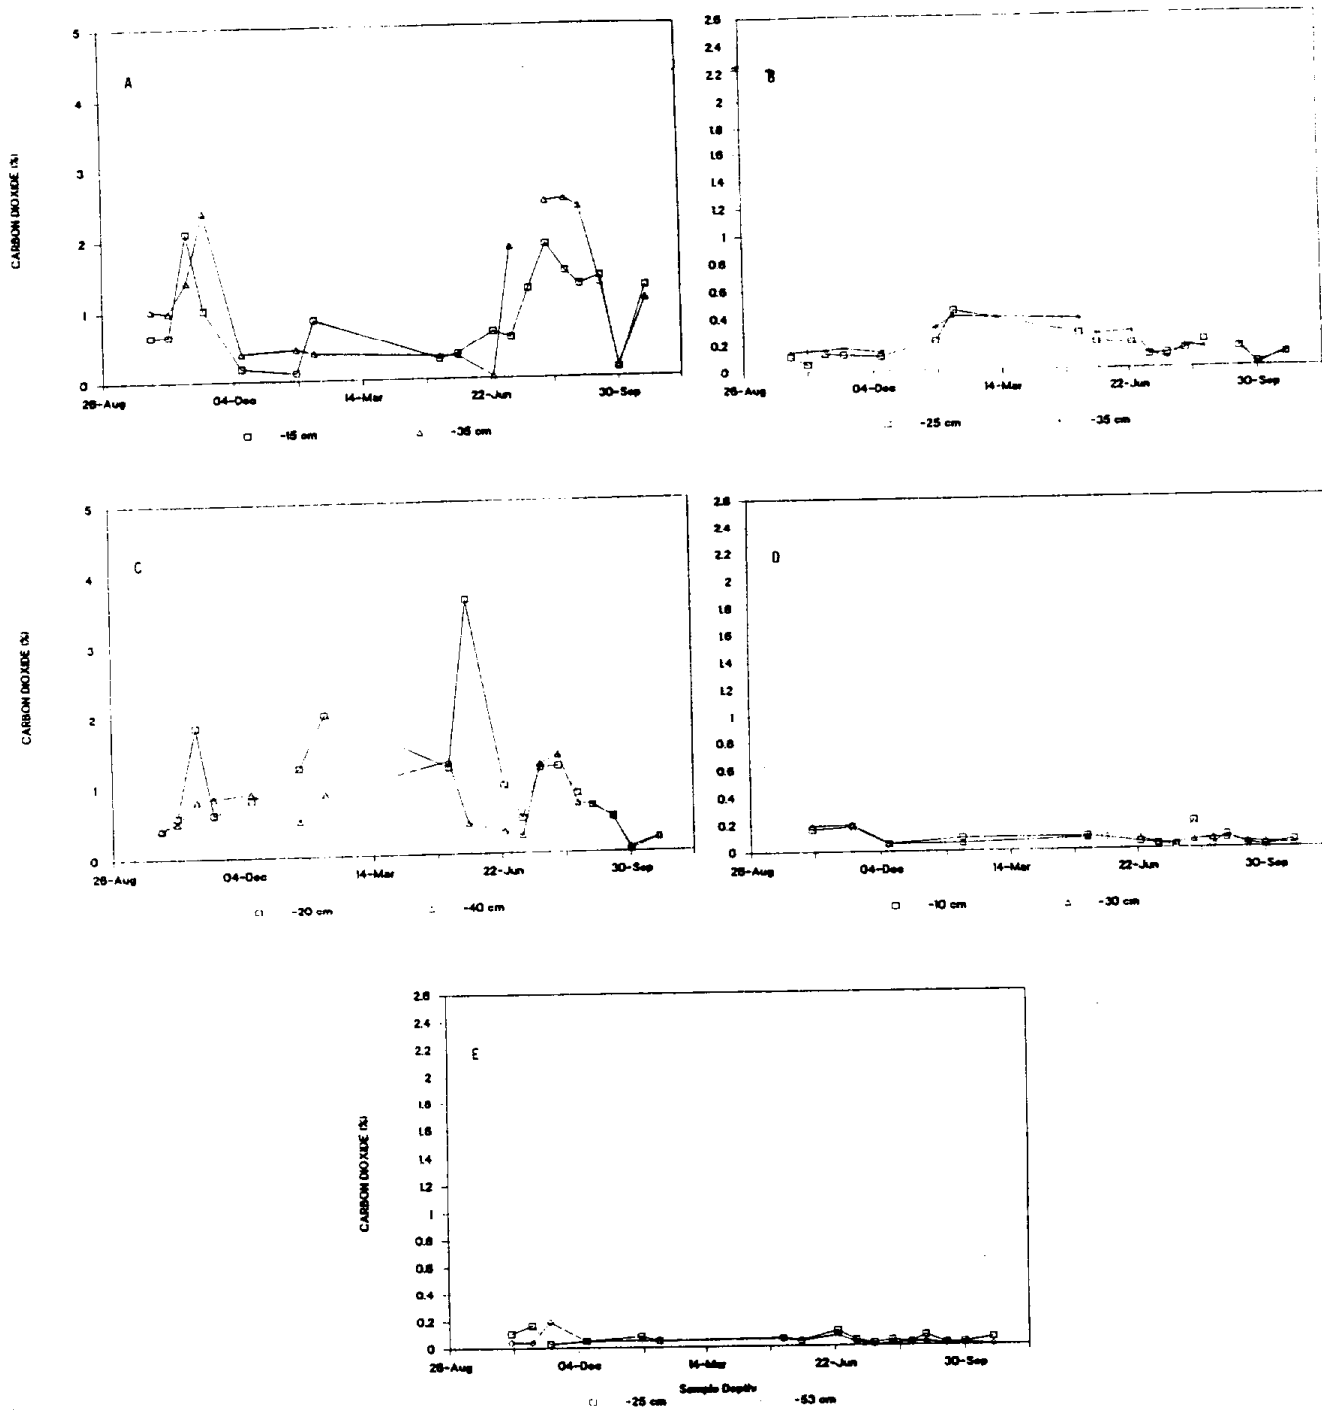 A
CARBON DIOXIDE (%)
5
4
3
2
1
0
26-Aug 04-Dec 14-Mar 22-Jun 30-Sep
-15 cm -35 cm
B
2.6
2.4
2.2
2
1.8
1.6
1.4
1.2
1
0.8
0.6
0.4
0.2
0
26-Aug 04-Dec 14-Mar 22-Jun 30-Sep
-25 cm -35 cm
C
CARBON DIOXIDE (%)
5
4
3
2
1
0
26-Aug 04-Dec 14-Mar 22-Jun 30-Sep
-20 cm -40 cm
D
2.6
2.4
2.2
2
1.8
1.6
1.4
1.2
1
0.8
0.6
0.4
0.2
0
26-Aug 04-Dec 14-Mar 22-Jun 30-Sep
-10 cm -30 cm
E
CARBON DIOXIDE (%)
2.6
2.4
2.2
2
1.8
1.6
1.4
1.2
1
0.8
0.6
0.4
0.2
0
26-Aug 04-Dec 14-Mar 22-Jun 30-Sep
Sample Depth
-25 cm -53 cm